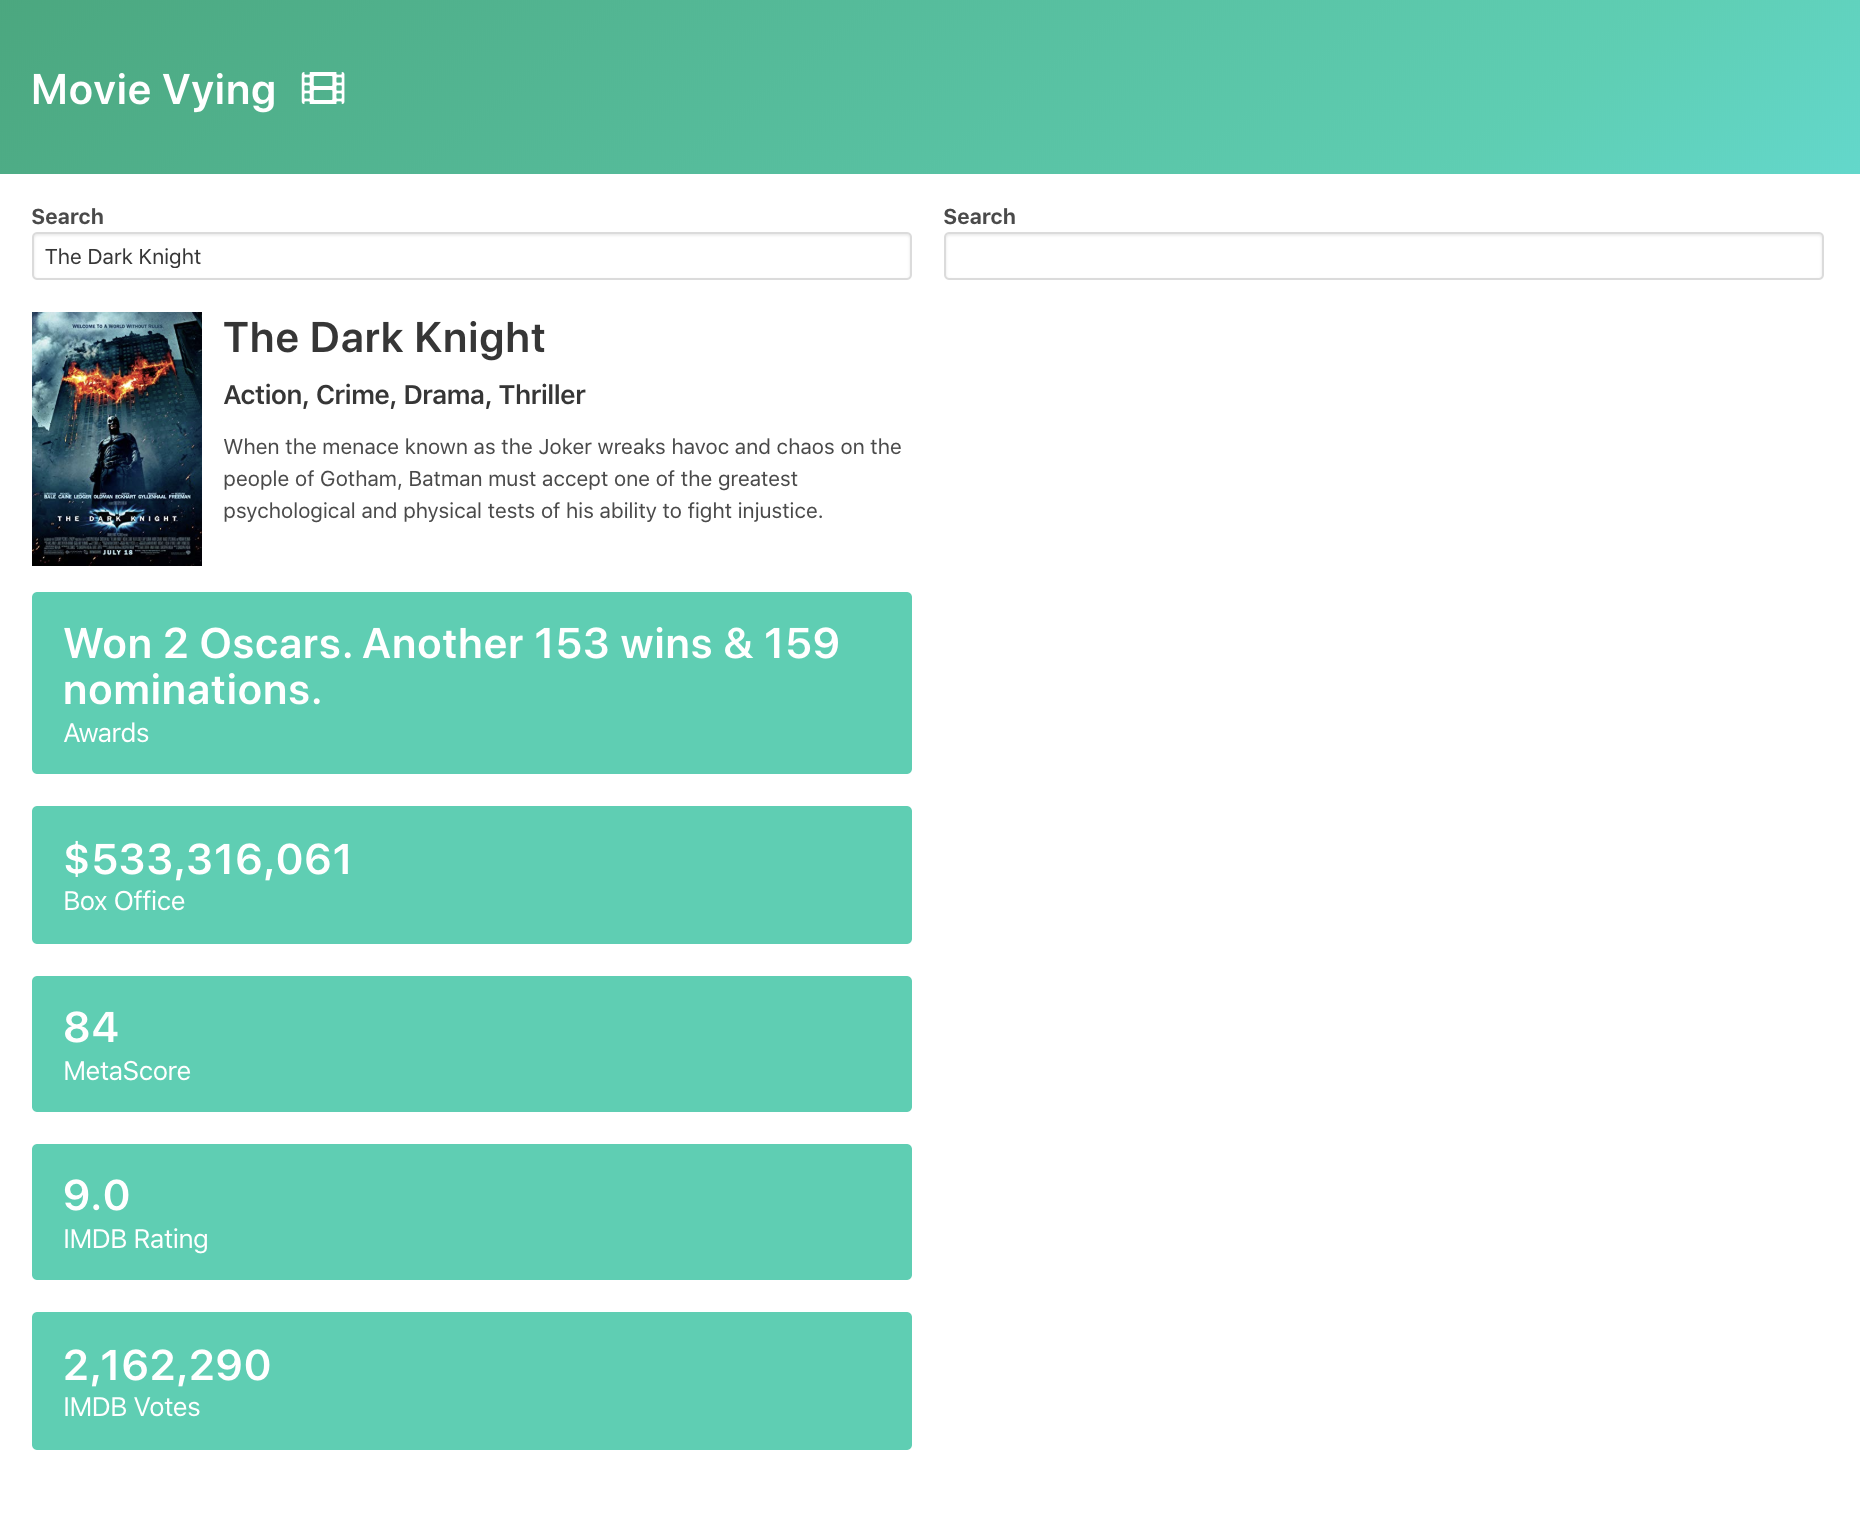 Movie Vying
Search
The Dark Knight
Search
WELCOME TO A WORLD WITHOUT RULES.
BALE CAINE LEDGER OLDMAN ECKHART GYLLENHAAL FREEMAN
THE DARK KNIGHT
JULY 18
The Dark Knight
Action, Crime, Drama, Thriller
When the menace known as the Joker wreaks havoc and chaos on the
people of Gotham, Batman must accept one of the greatest
psychological and physical tests of his ability to fight injustice.
Won 2 Oscars. Another 153 wins & 159
nominations.
Awards
$533,316,061
Box Office
84
MetaScore
9.0
IMDB Rating
2,162,290
IMDB Votes